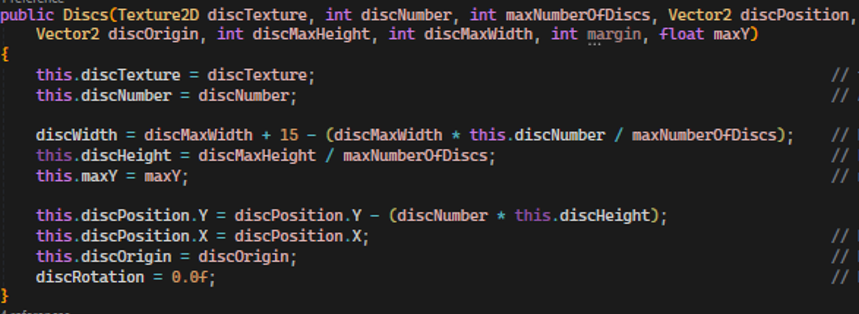 public Discs(Texture2D discTexture, int discNumber, int maxNumberOfDiscs, Vector2 discPosition,
Vector2 discOrigin, int discMaxHeight, int discMaxWidth, int margin, float maxY)
{
this.discTexture = discTexture; //
this.discNumber = discNumber; //
discWidth = discMaxWidth + 15 - (discMaxWidth * this.discNumber / maxNumberOfDiscs); //
this.discHeight = discMaxHeight / maxNumberOfDiscs; //
this.maxY = maxY; //
this.discPosition.Y = discPosition.Y - (discNumber * this.discHeight);
this.discPosition.X = discPosition.X; //
this.discOrigin = discOrigin; //
discRotation = 0.0f; //
}